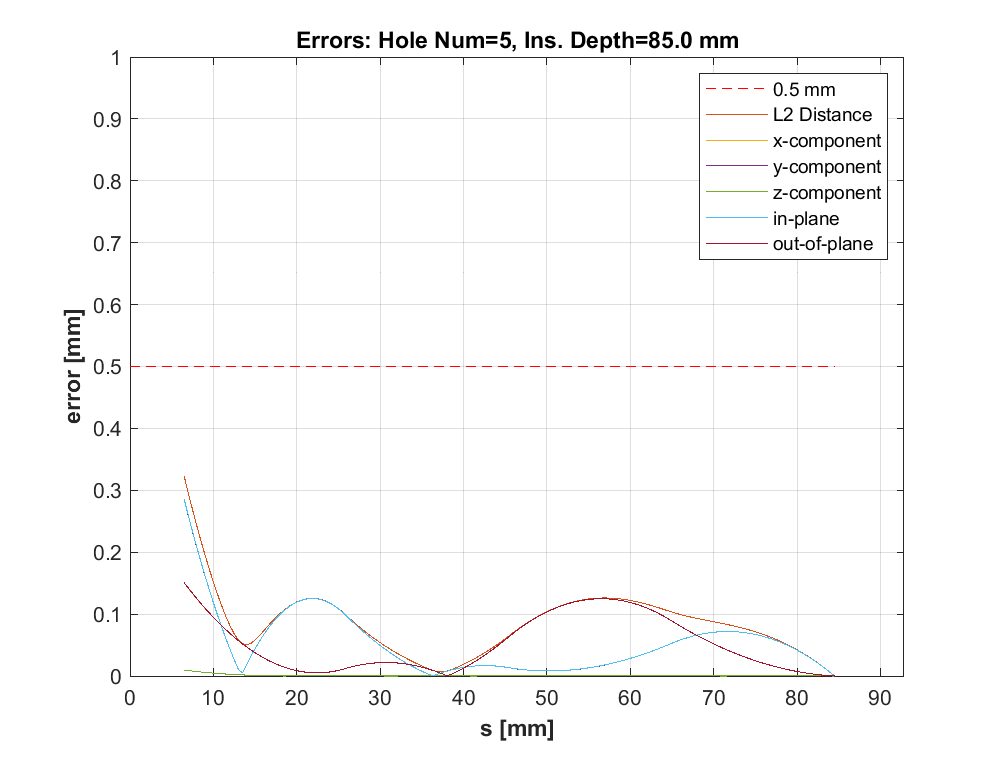 Errors: Hole Num=5, Ins. Depth=85.0 mm
1
0.9
0.8
0.7
0.6
0.5
0.4
0.3
0.2
0.1
0
error [mm]
0.5 mm
L2 Distance
x-component
y-component
z-component
in-plane
out-of-plane
0 10 20 30 40 50 60 70 80 90
s [mm]